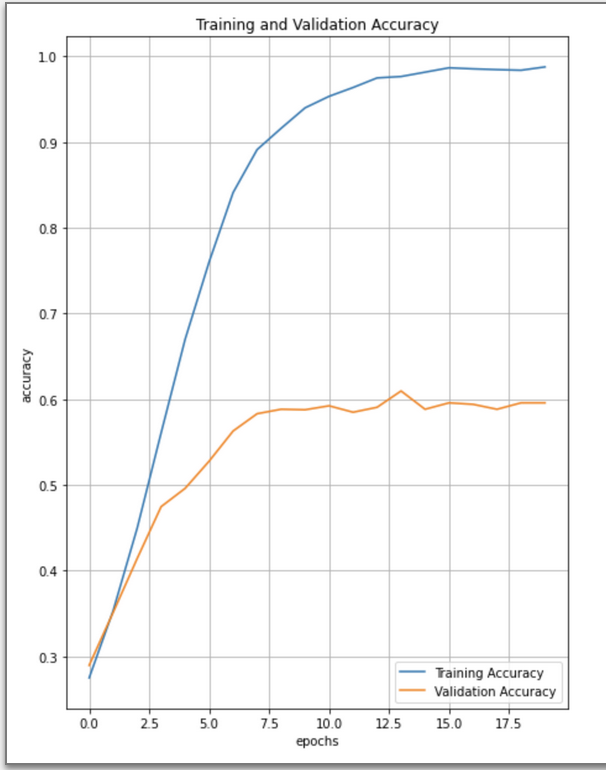 Training and Validation Accuracy
1.0
0.9
0.8
0.7
0.6
0.5
0.4
0.3
accuracy
Training Accuracy
Validation Accuracy
0.0 2.5 5.0 7.5 10.0 12.5 15.0 17.5
epochs